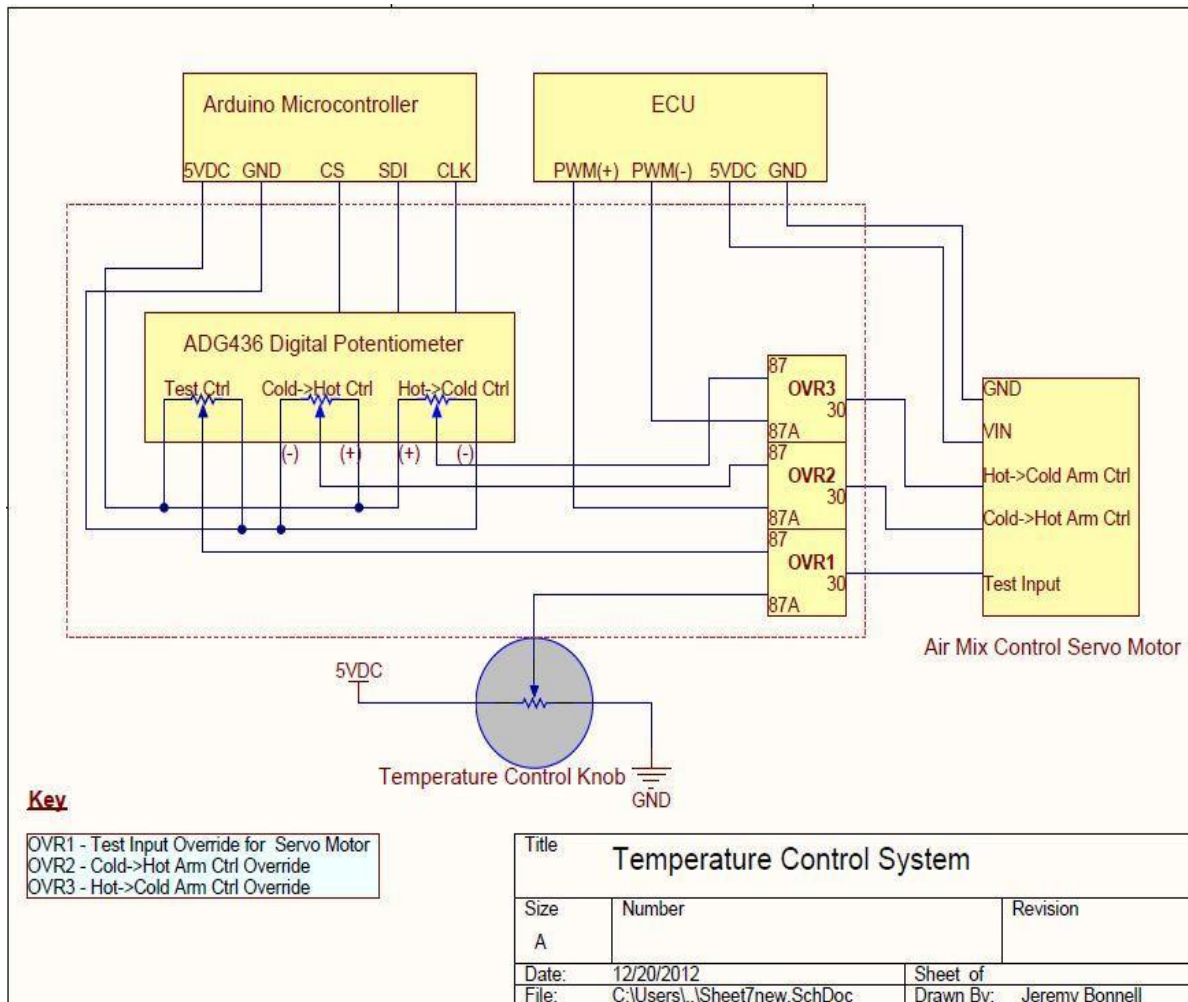 Arduino Microcontroller
5VDC GND CS SDI CLK
ECU
PWM(+) PWM(-) 5VDC GND
ADG436 Digital Potentiometer
Test Ctrl Cold->Hot Ctrl Hot->Cold Ctrl
(-) (+) (+) (-)
87
OVR3
30
87A
87
OVR2
30
87A
87
OVR1
30
87A
GND
VIN
Hot->Cold Arm Ctrl
Cold->Hot Arm Ctrl
Test Input
Air Mix Control Servo Motor
5VDC
Temperature Control Knob
GND
Key
OVR1 - Test Input Override for Servo Motor
OVR2 - Cold->Hot Arm Ctrl Override
OVR3 - Hot->Cold Arm Ctrl Override
Title
Temperature Control System
Size
A
Number
Revision
Date: 12/20/2012
Sheet of
File: C:\Users\..\Sheet7new.SchDoc
Drawn By: Jeremy Bonnell